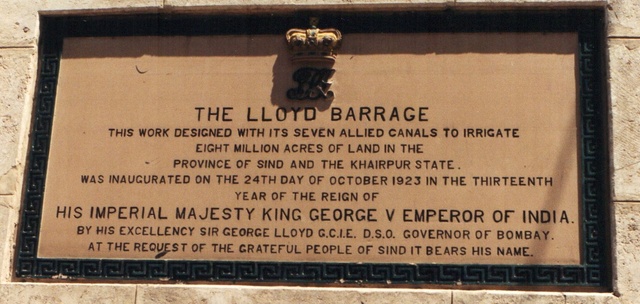 THE LLOYD BARRAGE
THIS WORK DESIGNED WITH ITS SEVEN ALLIED CANALS TO IRRIGATE
EIGHT MILLION ACRES OF LAND IN THE
PROVINCE OF SIND AND THE KHAIRPUR STATE.
WAS INAUGURATED ON THE 24TH DAY OF OCTOBER 1923 IN THE THIRTEENTH
YEAR OF THE REIGN OF
HIS IMPERIAL MAJESTY KING GEORGE V EMPEROR OF INDIA.
BY HIS EXCELLENCY SIR GEORGE LLOYD G.C.I.E. D.S.O. GOVERNOR OF BOMBAY.
AT THE REQUEST OF THE GRATEFUL PEOPLE OF SIND IT BEARS HIS NAME.